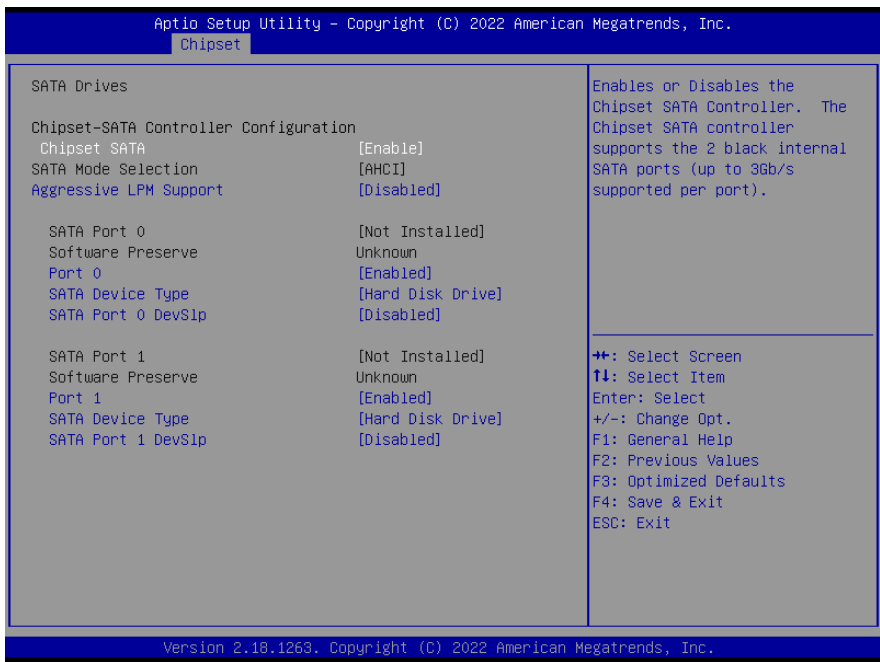 Aptio Setup Utility – Copyright (C) 2022 American Megatrends, Inc.
Chipset
SATA Drives
Chipset-SATA Controller Configuration
Chipset SATA [Enable]
SATA Mode Selection [AHCI]
Aggressive LPM Support [Disabled]
SATA Port 0 [Not Installed]
Software Preserve Unknown
Port 0 [Enabled]
SATA Device Type [Hard Disk Drive]
SATA Port 0 DevSlp [Disabled]
SATA Port 1 [Not Installed]
Software Preserve Unknown
Port 1 [Enabled]
SATA Device Type [Hard Disk Drive]
SATA Port 1 DevSlp [Disabled]
Enables or Disables the
Chipset SATA Controller. The
Chipset SATA controller
supports the 2 black internal
SATA ports (up to 3Gb/s
supported per port).
→←: Select Screen
↑↓: Select Item
Enter: Select
+/-: Change Opt.
F1: General Help
F2: Previous Values
F3: Optimized Defaults
F4: Save & Exit
ESC: Exit
Version 2.18.1263. Copyright (C) 2022 American Megatrends, Inc.